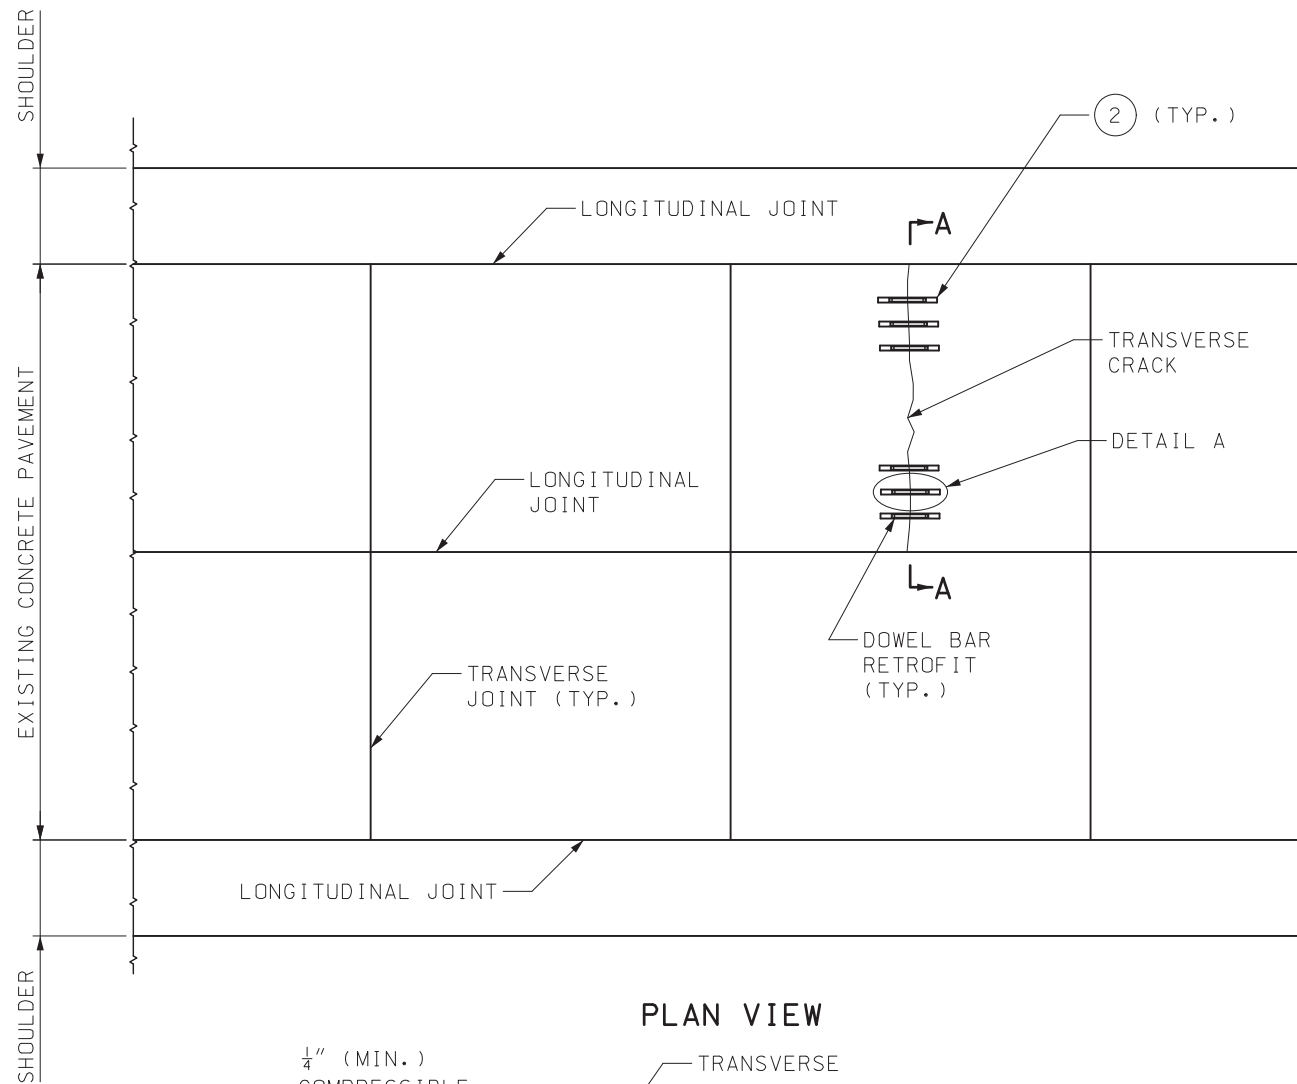 SHOULDER
2 (TYP.)
LONGITUDINAL JOINT
A
TRANSVERSE
CRACK
DETAIL A
EXISTING CONCRETE PAVEMENT
LONGITUDINAL
JOINT
A
DOWEL BAR
RETROFIT
(TYP.)
TRANSVERSE
JOINT (TYP.)
LONGITUDINAL JOINT
SHOULDER
PLAN VIEW
1/4" (MIN.)
COMPRESSIBLE
TRANSVERSE